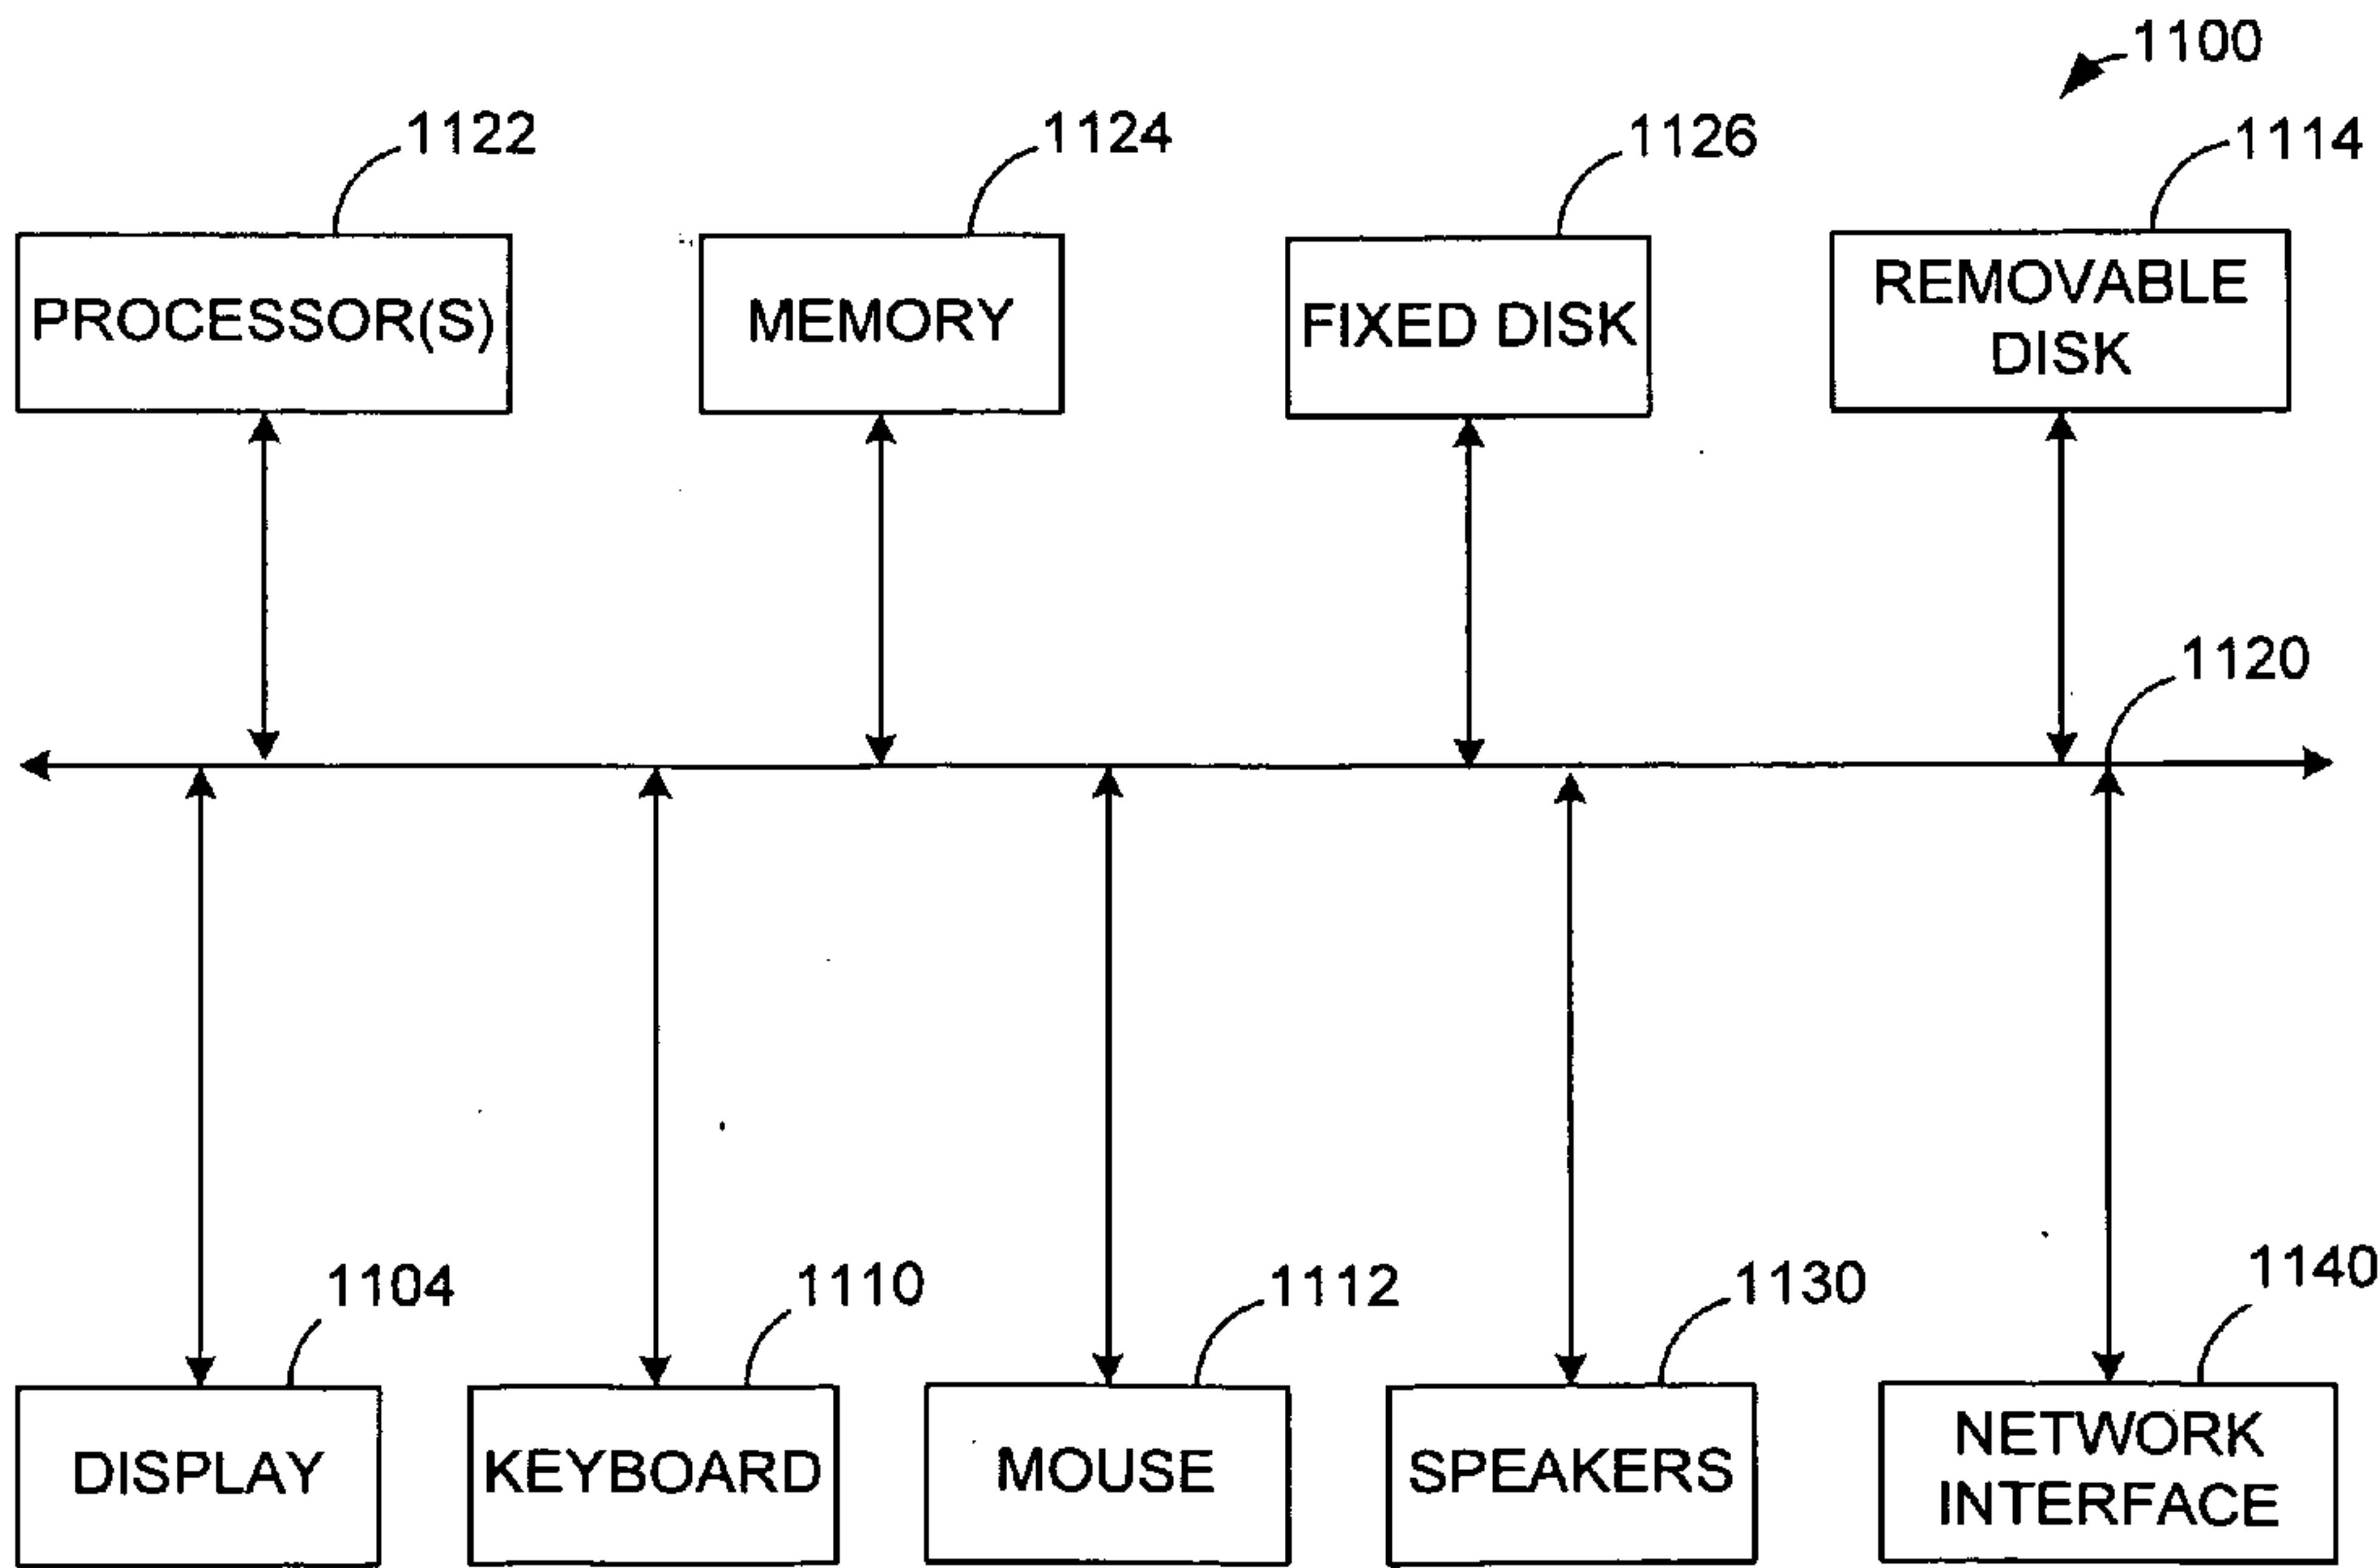 1100
1122
1124
1126
1114
PROCESSOR(S)
MEMORY
FIXED DISK
REMOVABLE
DISK
1120
1104
1110
1112
1130
1140
DISPLAY
KEYBOARD
MOUSE
SPEAKERS
NETWORK
INTERFACE